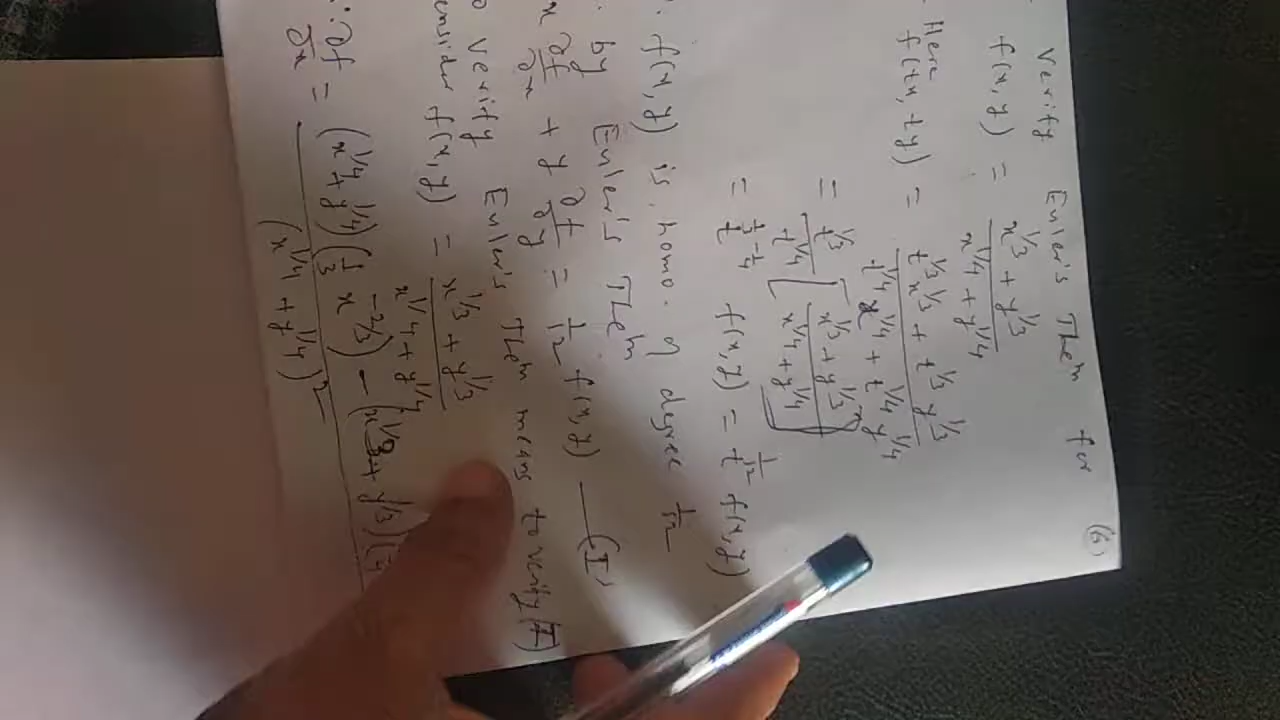 (6)
Verify Euler's Thm for
f(x,y) = (x^{1/3} + y^{1/3}) / (x^{1/4} + y^{1/4})
Here
f(tx, ty) = (t^{1/3} x^{1/3} + t^{1/3} y^{1/3}) / (t^{1/4} x^{1/4} + t^{1/4} y^{1/4})
= t^{1/3} / t^{1/4} [ (x^{1/3} + y^{1/3}) / (x^{1/4} + y^{1/4}) ]
= t^{1/3 - 1/4} f(x,y) = t^{1/12} f(x,y)
f(x,y) is homo. of degree 1/12
by Euler's Thm
x ∂f/∂x + y ∂f/∂y = 1/12 f(x,y) — (I)
verify Euler's Thm means to verify (I)
f(x,y) = (x^{1/3} + y^{1/3}) / (x^{1/4} + y^{1/4})
∴ ∂f/∂x = (x^{1/4} + y^{1/4}) (1/3 x^{-2/3}) - (x^{1/3} + y^{1/3}) (1/4
(x^{1/4} + y^{1/4})^2